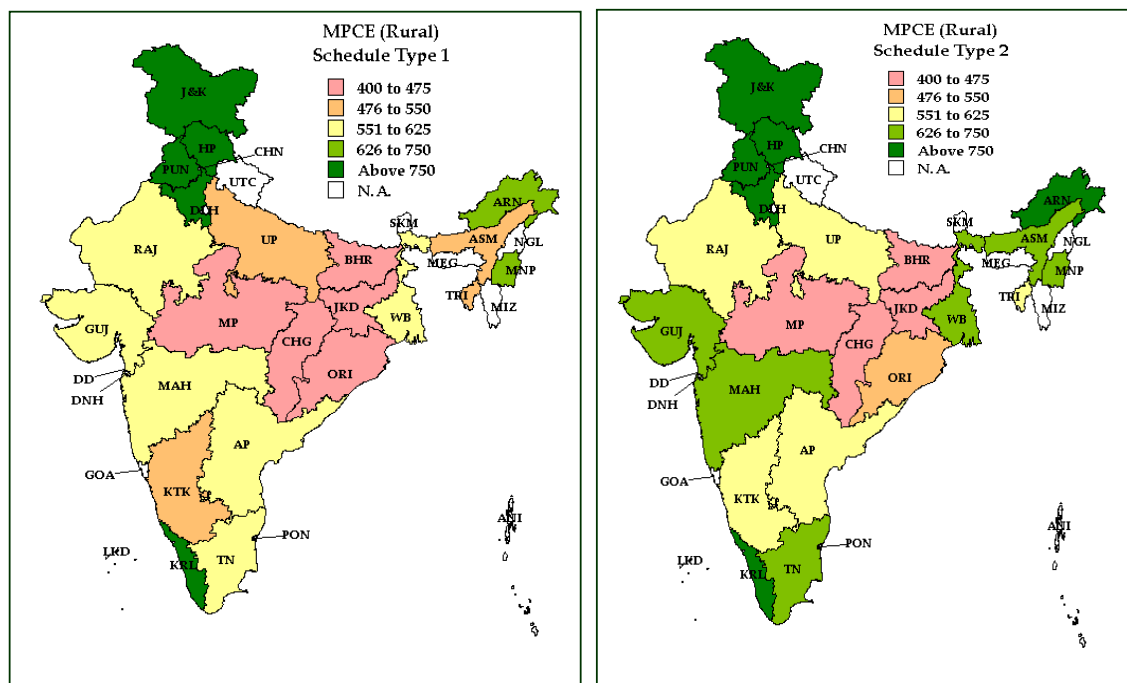 MPCE (Rural)
Schedule Type 1
400 to 475
476 to 550
551 to 625
626 to 750
Above 750
N.A.
J&K
HP
CHN
PUN
UTC
DLH
RAJ
UP
SKM
ARN
ASM
NGL
BHR
MEG
MNP
TRI
MIZ
JKD
WB
GUJ
MP
CHG
ORI
DD
DNH
MAH
AP
GOA
KTK
ANI
PON
LKD
KRL
TN
MPCE (Rural)
Schedule Type 2
400 to 475
476 to 550
551 to 625
626 to 750
Above 750
N.A.
J&K
HP
CHN
PUN
UTC
DLH
RAJ
UP
SKM
ARN
ASM
NGL
BHR
MEG
MNP
TRI
MIZ
JKD
WB
GUJ
MP
CHG
ORI
DD
DNH
MAH
AP
GOA
KTK
ANI
PON
LKD
KRL
TN